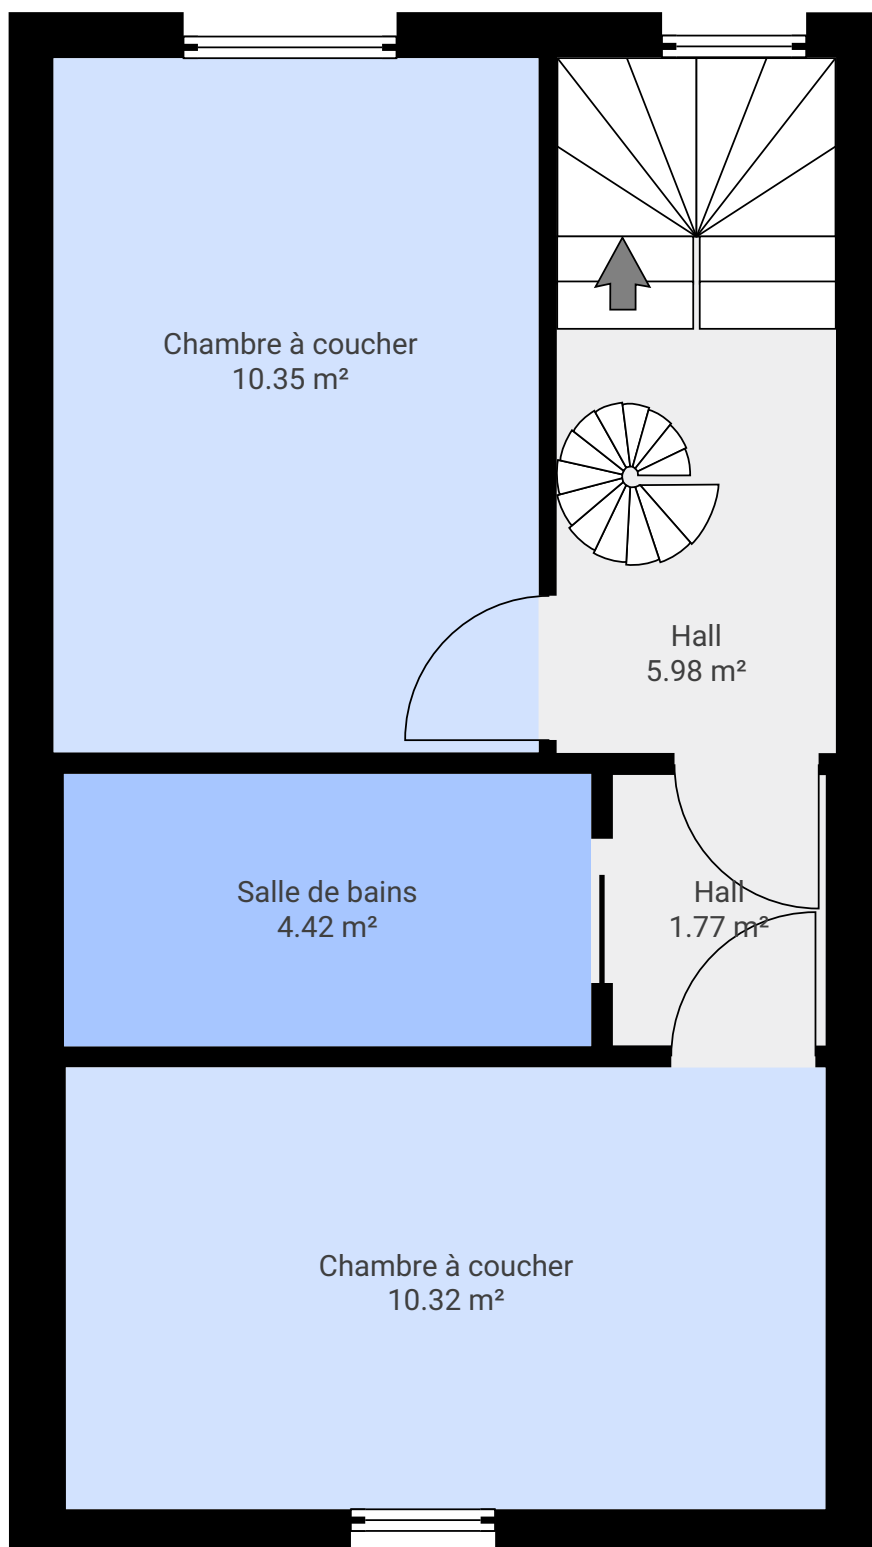 Chambre à coucher
10.35 m²
Hall
5.98 m²
Salle de bains
4.42 m²
Hall
1.77 m²
Chambre à coucher
10.32 m²